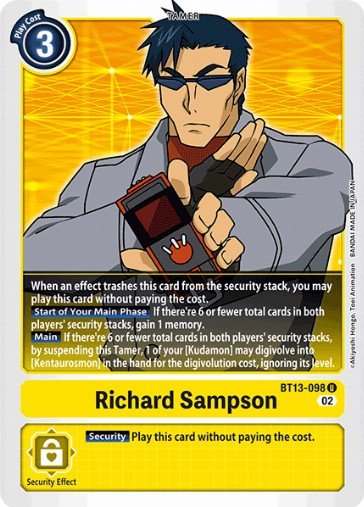 TAMER
Play Cost
3
When an effect trashes this card from the security stack, you may
play this card without paying the cost.
Start of Your Main Phase If there're 6 or fewer total cards in both
players' security stacks, gain 1 memory.
Main If there're 6 or fewer total cards in both players' security stacks,
by suspending this Tamer, 1 of your [Kudamon] may digivolve into
[Kentaurosmon] in the hand for the digivolution cost, ignoring its level.
©Akiyoshi Hongo, Toei Animation BANDAI MADE IN JAPAN
BT13-098 U
Richard Sampson
02
Security Play this card without paying the cost.
Security Effect